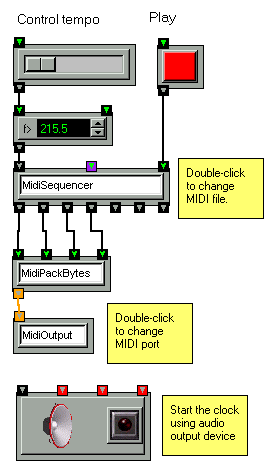 Control tempo
Play
f> 215.5
MidiSequencer
Double-click
to change
MIDI file.
MidiPackBytes
MidiOutput
Double-click
to change
MIDI port
Start the clock
using audio
output device